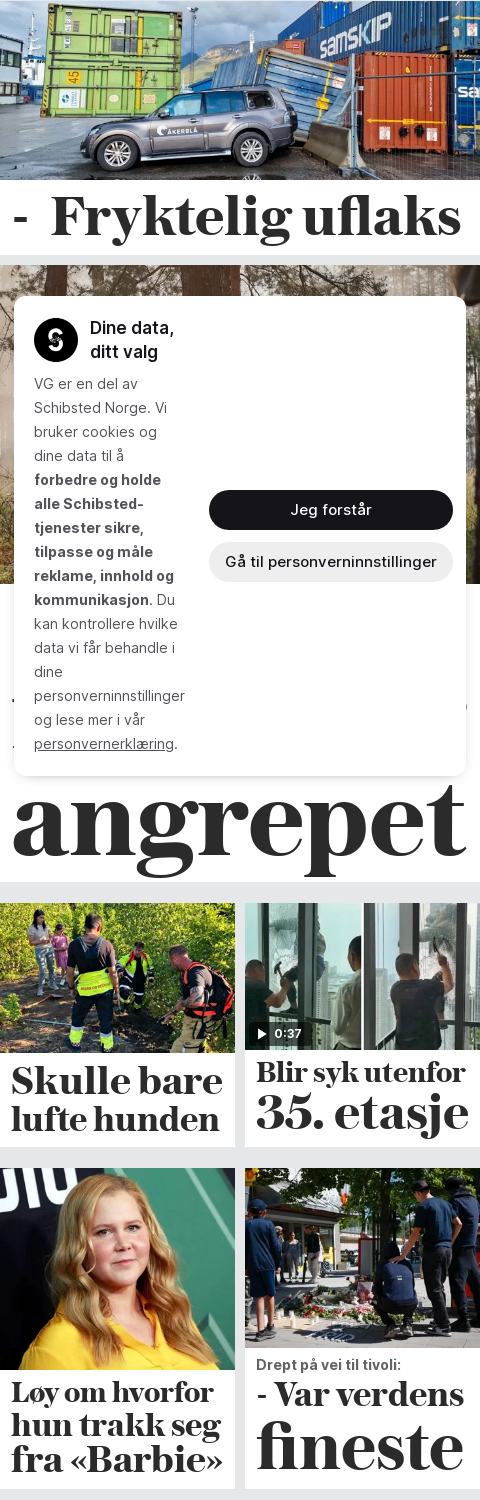 45
SAMSKIP
SA
ÅKERBLÅ
- Fryktelig uflaks
Dine data,
ditt valg
VG er en del av
Schibsted Norge. Vi
bruker cookies og
dine data til å
forbedre og holde
alle Schibsted-
tjenester sikre,
tilpasse og måle
reklame, innhold og
kommunikasjon. Du
kan kontrollere hvilke
data vi får behandle i
dine
personverninnstillinger
og lese mer i vår
personvernerklæring.
Jeg forstår
Gå til personverninnstillinger
angrepet
0:37
Skulle bare
lufte hunden
Blir syk utenfor
35. etasje
Løy om hvorfor
hun trakk seg
fra «Barbie»
Drept på vei til tivoli:
- Var verdens
fineste